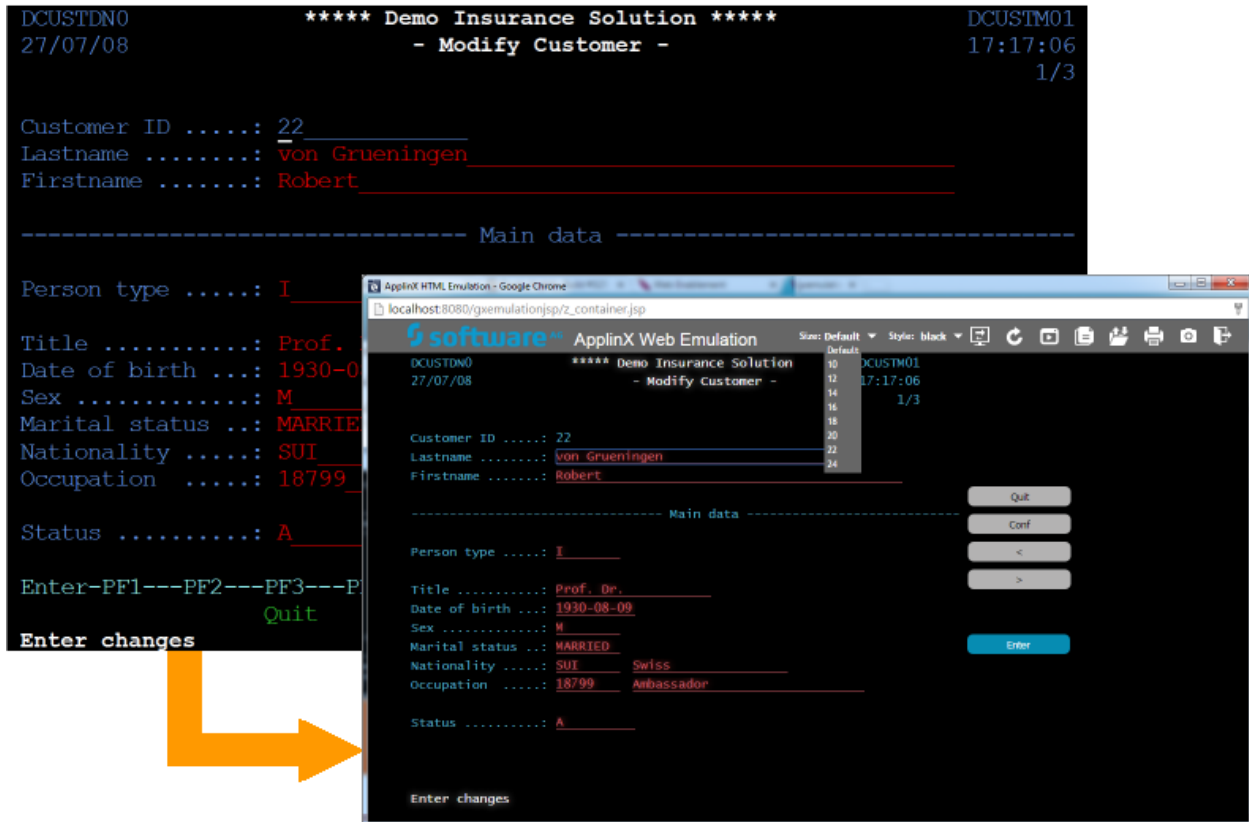 DCUSTDN0 ***** Demo Insurance Solution ***** DCUSTM01
27/07/08 - Modify Customer - 17:17:06
1/3
Customer ID .....: 22
Lastname ........: von Grueningen
Firstname .......: Robert
--------------------------------- Main data ----------------------------------
Person type .....: I
Title ...........: Prof.
Date of birth ...: 1930-0
Sex .............: M
Marital status ..: MARRIE
Nationality .....: SUI
Occupation .....: 18799
Status ..........: A
Enter-PF1---PF2---PF3---P
Quit
Enter changes
ApplinX HTML Emulation - Google Chrome
localhost:8080/gxemulationjsp/z_container.jsp
software AG ApplinX Web Emulation Size: Default Style: black
Default
10
12
14
16
18
20
22
24
DCUSTDN0 ***** Demo Insurance Solution DCUSTM01
27/07/08 - Modify Customer - 17:17:06
1/3
Customer ID .....: 22
Lastname ........: von Grueningen
Firstname .......: Robert
-------------------------------- Main data ---------------------------
Person type .....: I
Title ...........: Prof. Dr.
Date of birth ...: 1930-08-09
Sex .............: M
Marital status ..: MARRIED
Nationality .....: SUI Swiss
Occupation .....: 18799 Ambassador
Status ..........: A
Enter changes
Quit
Conf
<
>
Enter